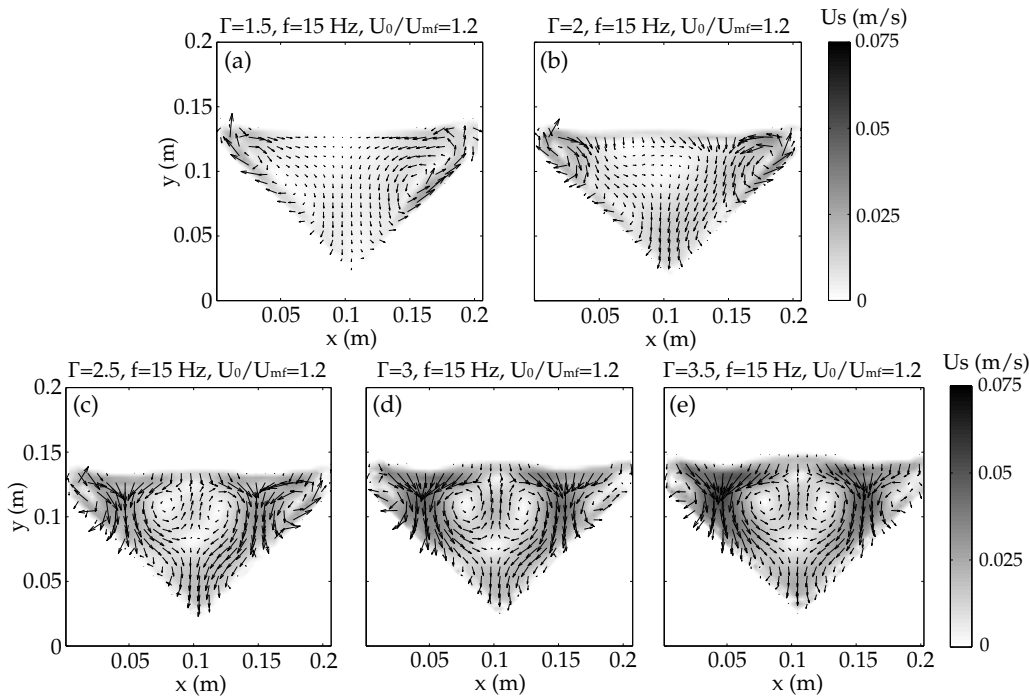 Γ=1.5, f=15 Hz, U₀/Umf=1.2
Γ=2, f=15 Hz, U₀/Umf=1.2
Us (m/s)
(a)
(b)
0.2
0.15
0.1
0.05
0
y (m)
0.05 0.1 0.15 0.2
x (m)
0.05 0.1 0.15 0.2
x (m)
0.075
0.05
0.025
0
Γ=2.5, f=15 Hz, U₀/Umf=1.2
Γ=3, f=15 Hz, U₀/Umf=1.2
Γ=3.5, f=15 Hz, U₀/Umf=1.2
Us (m/s)
(c)
(d)
(e)
0.2
0.15
0.1
0.05
0
y (m)
0.05 0.1 0.15 0.2
x (m)
0.05 0.1 0.15 0.2
x (m)
0.05 0.1 0.15 0.2
x (m)
0.075
0.05
0.025
0